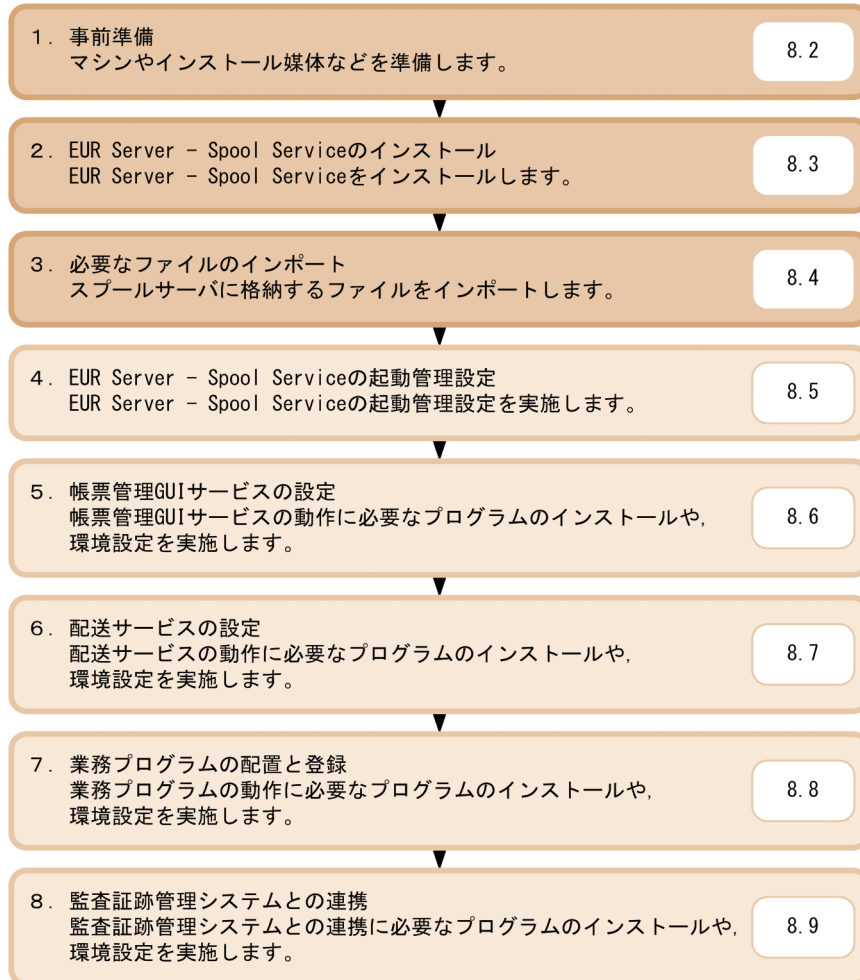 1. 事前準備
マシンやインストール媒体などを準備します。
8.2
2. EUR Server - Spool Serviceのインストール
EUR Server - Spool Serviceをインストールします。
8.3
3. 必要なファイルのインポート
スプールサーバに格納するファイルをインポートします。
8.4
4. EUR Server - Spool Serviceの起動管理設定
EUR Server - Spool Serviceの起動管理設定を実施します。
8.5
5. 帳票管理GUIサービスの設定
帳票管理GUIサービスの動作に必要なプログラムのインストールや,
環境設定を実施します。
8.6
6. 配送サービスの設定
配送サービスの動作に必要なプログラムのインストールや,
環境設定を実施します。
8.7
7. 業務プログラムの配置と登録
業務プログラムの動作に必要なプログラムのインストールや,
環境設定を実施します。
8.8
8. 監査証跡管理システムとの連携
監査証跡管理システムとの連携に必要なプログラムのインストールや,
環境設定を実施します。
8.9